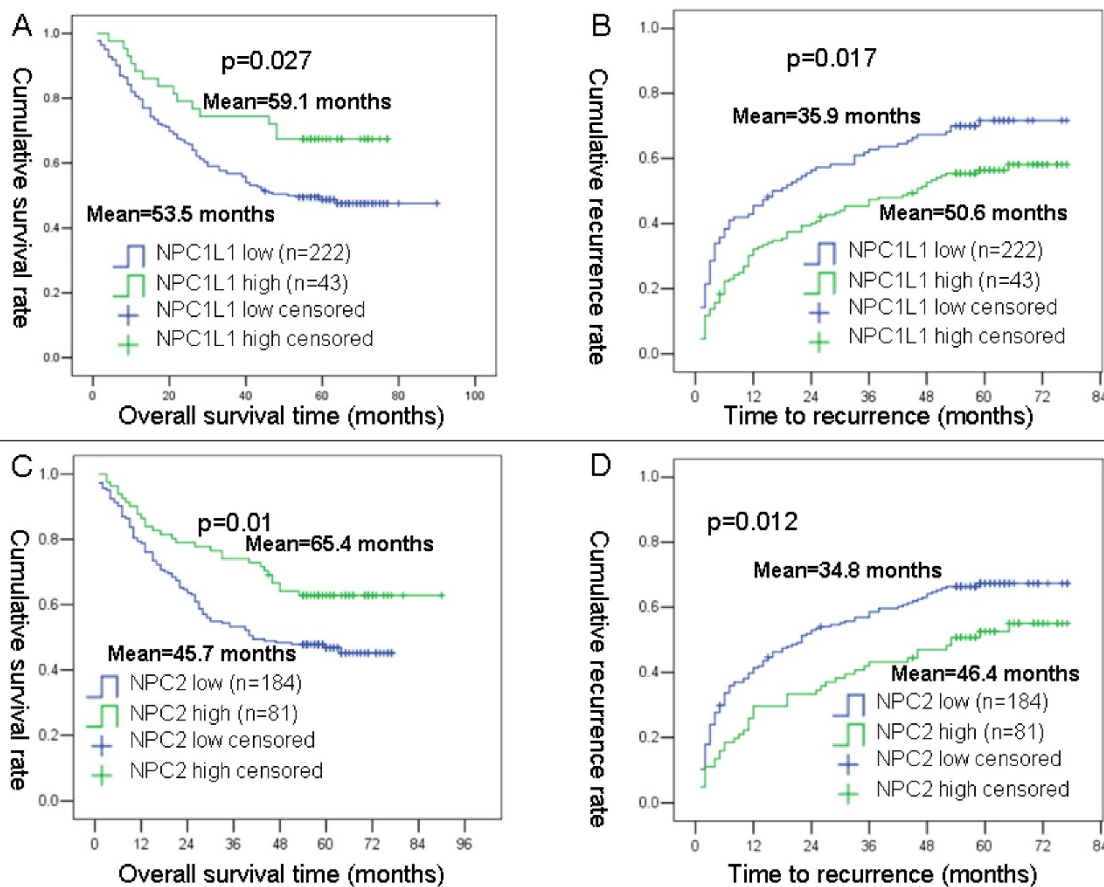 A
Cumulative survival rate
1.0
0.8
0.6
0.4
0.2
0.0
p=0.027
Mean=59.1 months
Mean=53.5 months
NPC1L1 low (n=222)
NPC1L1 high (n=43)
NPC1L1 low censored
NPC1L1 high censored
0 20 40 60 80 100
Overall survival time (months)
B
Cumulative recurrence rate
1.0
0.8
0.6
0.4
0.2
0.0
p=0.017
Mean=35.9 months
Mean=50.6 months
NPC1L1 low (n=222)
NPC1L1 high (n=43)
NPC1L1 low censored
NPC1L1 high censored
0 12 24 36 48 60 72 84
Time to recurrence (months)
C
Cumulative survival rate
1.0
0.8
0.6
0.4
0.2
0.0
p=0.01
Mean=65.4 months
Mean=45.7 months
NPC2 low (n=184)
NPC2 high (n=81)
NPC2 low censored
NPC2 high censored
0 12 24 36 48 60 72 84 96
Overall survival time (months)
D
Cumulative recurrence rate
1.0
0.8
0.6
0.4
0.2
0.0
p=0.012
Mean=34.8 months
Mean=46.4 months
NPC2 low (n=184)
NPC2 high (n=81)
NPC2 low censored
NPC2 high censored
0 12 24 36 48 60 72 84
Time to recurrence (months)